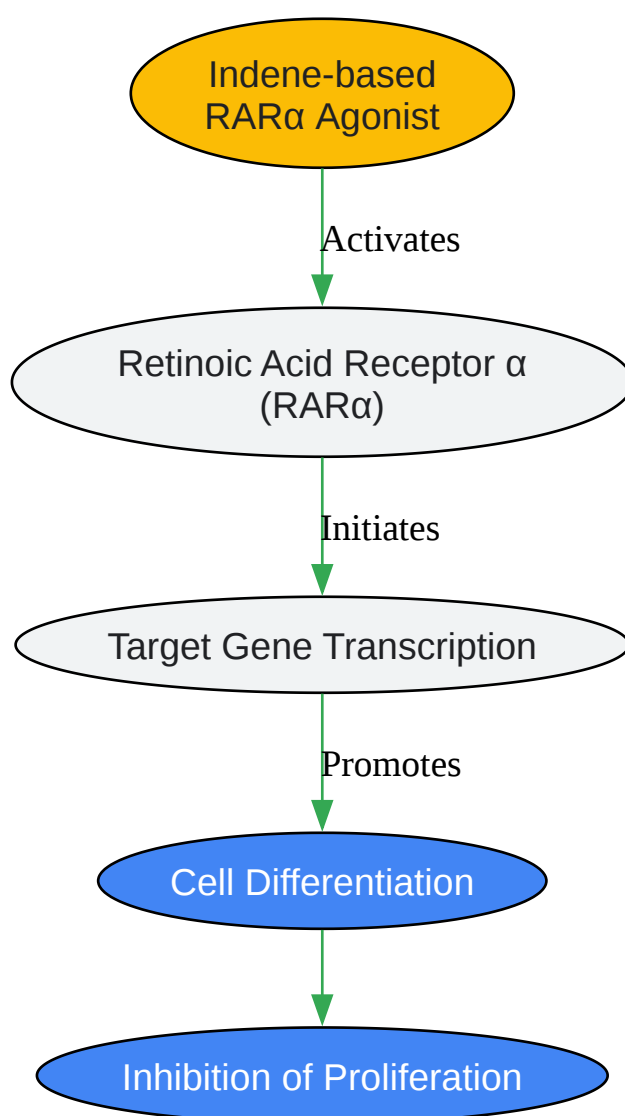 Indene-based
RARα Agonist
Activates
Retinoic Acid Receptor α
(RARα)
Initiates
Target Gene Transcription
Promotes
Cell Differentiation
Inhibition of Proliferation